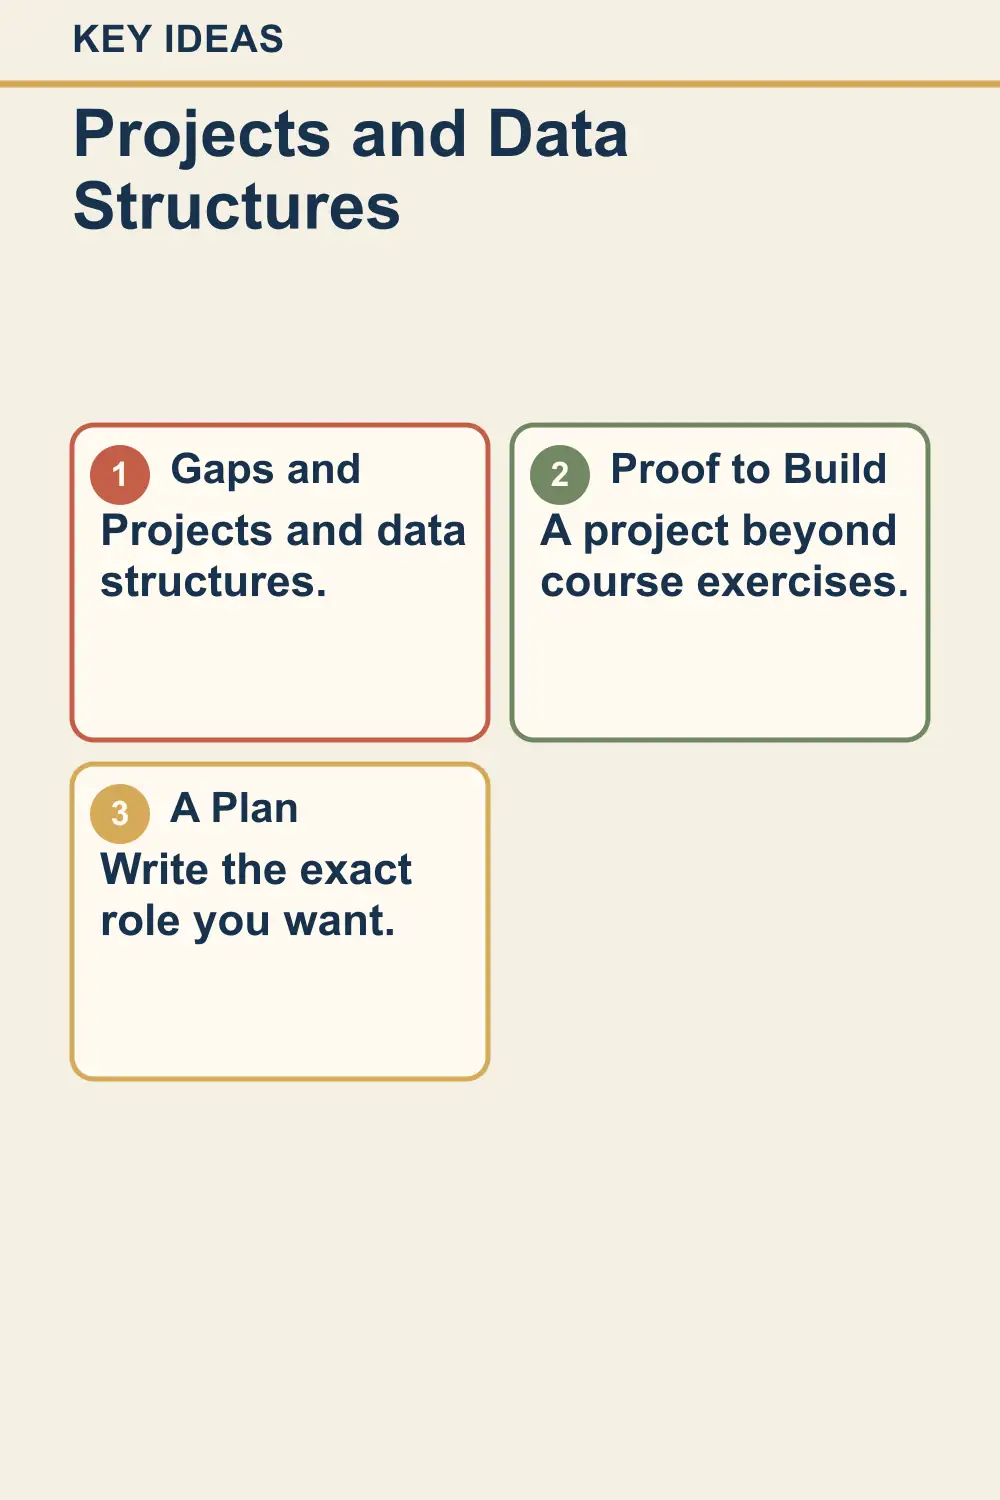 KEY IDEAS
Projects and Data
Structures
1 Gaps and
Projects and data
structures.
2 Proof to Build
A project beyond
course exercises.
3 A Plan
Write the exact
role you want.